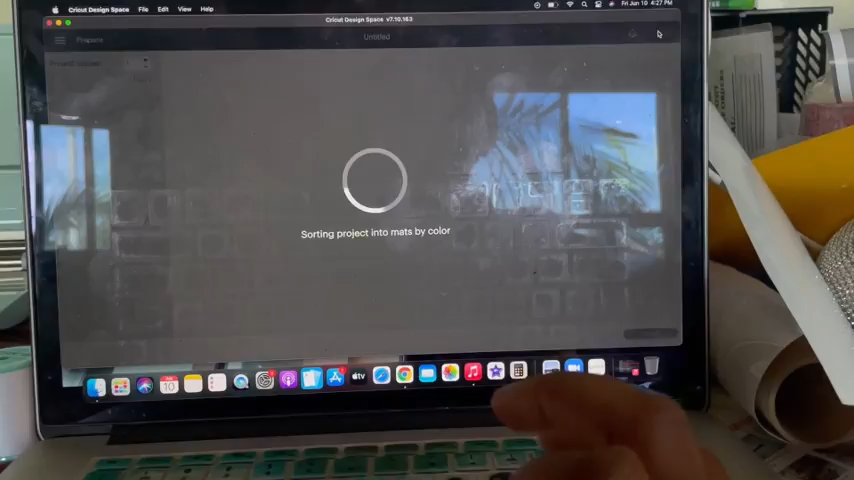 Cricut Design Space File Edit View Help Fri Jun 10 4:27 PM
Cricut Design Space v7.10.163
Prepare Untitled
Sorting project into mats by color
tv
10